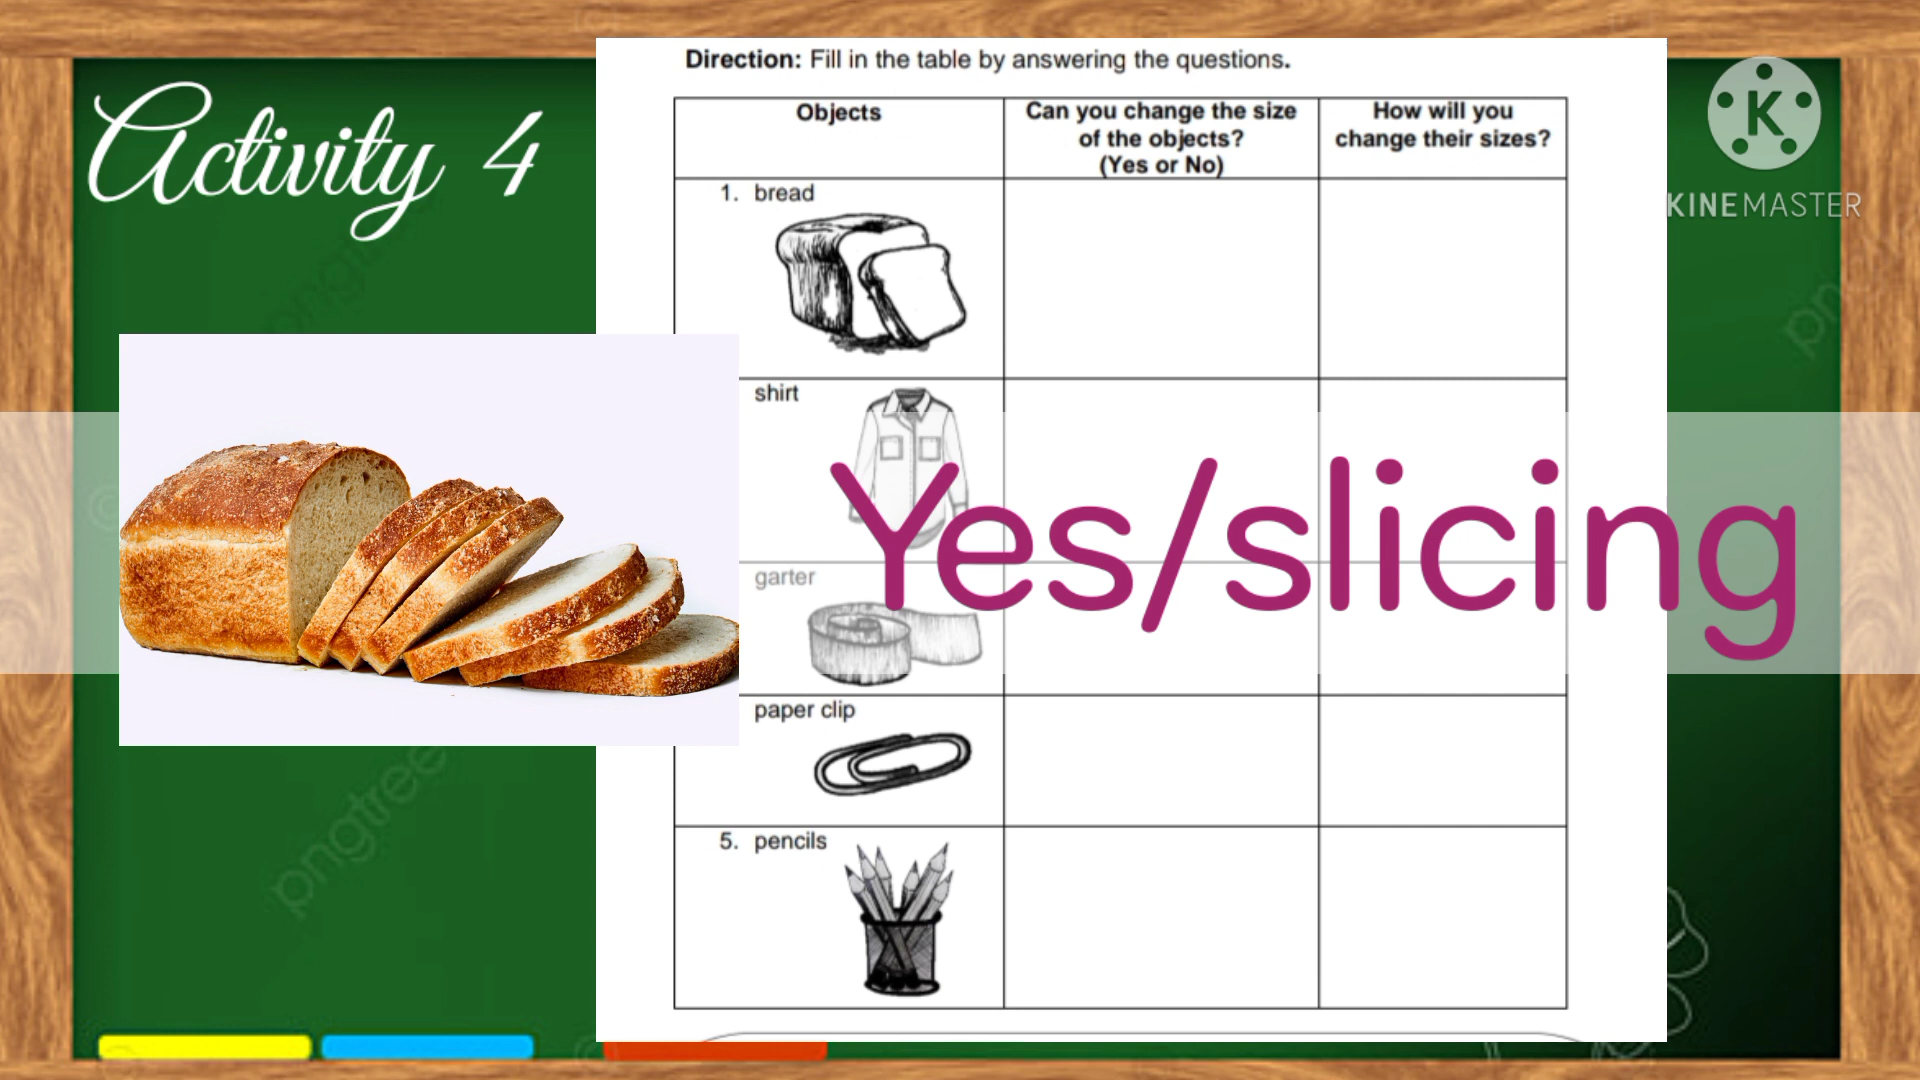 Activity 4
Direction: Fill in the table by answering the questions.
Objects
Can you change the size
of the objects?
(Yes or No)
How will you
change their sizes?
1. bread
shirt
garter
paper clip
5. pencils
Yes/slicing
K
KINEMASTER
pngtree